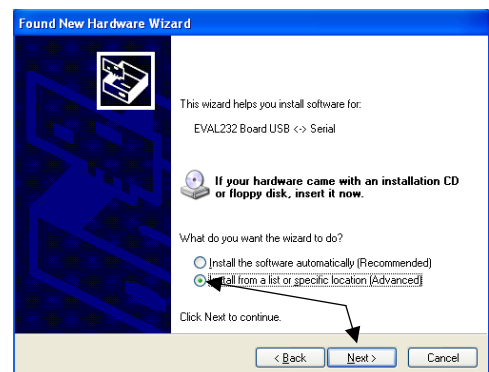 Found New Hardware Wizard
This wizard helps you install software for:
EVAL232 Board USB <-> Serial
If your hardware came with an installation CD
or floppy disk, insert it now.
What do you want the wizard to do?
Install the software automatically (Recommended)
Install from a list or specific location (Advanced)
Click Next to continue.
< Back
Next >
Cancel